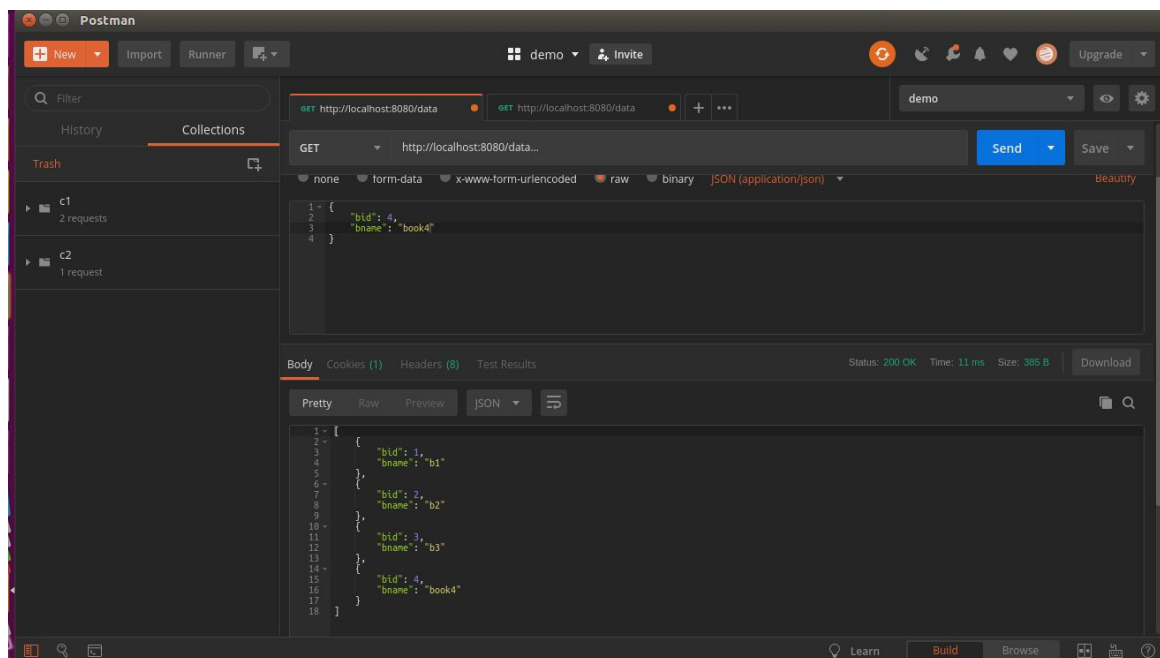 Postman
New Import Runner demo Invite Upgrade
Filter
History Collections
Trash
c1
2 requests
c2
1 request
GET http://localhost:8080/data GET http://localhost:8080/data + ••• demo
GET http://localhost:8080/data... Send Save
none form-data x-www-form-urlencoded raw binary JSON (application/json) Beautify
1 {
2 "bid": 4,
3 "bname": "book4"
4 }
Body Cookies (1) Headers (8) Test Results Status: 200 OK Time: 11 ms Size: 385 B Download
Pretty Raw Preview JSON
1 [
2 {
3 "bid": 1,
4 "bname": "b1"
5 },
6 {
7 "bid": 2,
8 "bname": "b2"
9 },
10 {
11 "bid": 3,
12 "bname": "b3"
13 },
14 {
15 "bid": 4,
16 "bname": "book4"
17 }
18 ]
Learn Build Browse